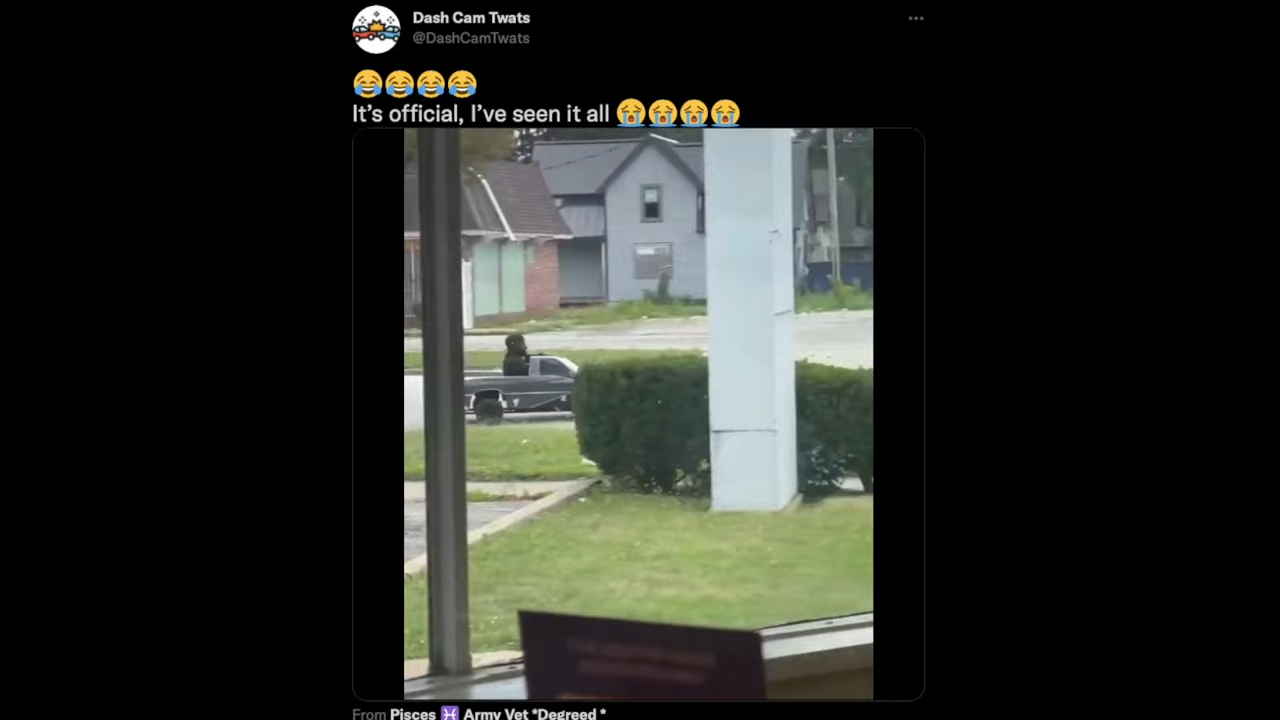 Dash Cam Twats
@DashCamTwats
😂😂😂😂
It’s official, I’ve seen it all 😭😭😭😭
From Pisces ♓ Army Vet *Degreed *